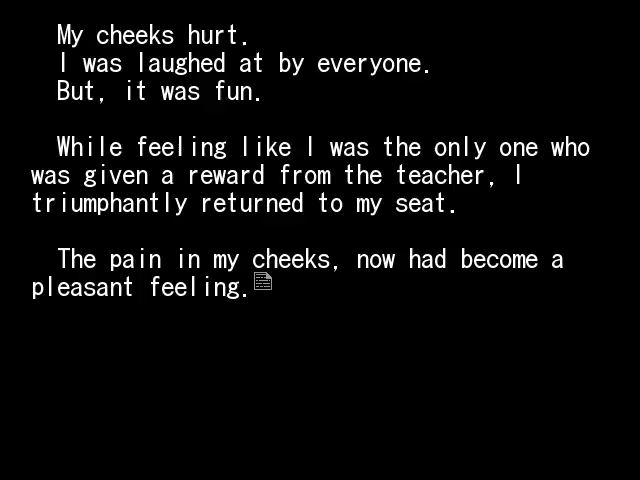 My cheeks hurt.
I was laughed at by everyone.
But, it was fun.
While feeling like I was the only one who
was given a reward from the teacher, I
triumphantly returned to my seat.
The pain in my cheeks, now had become a
pleasant feeling.